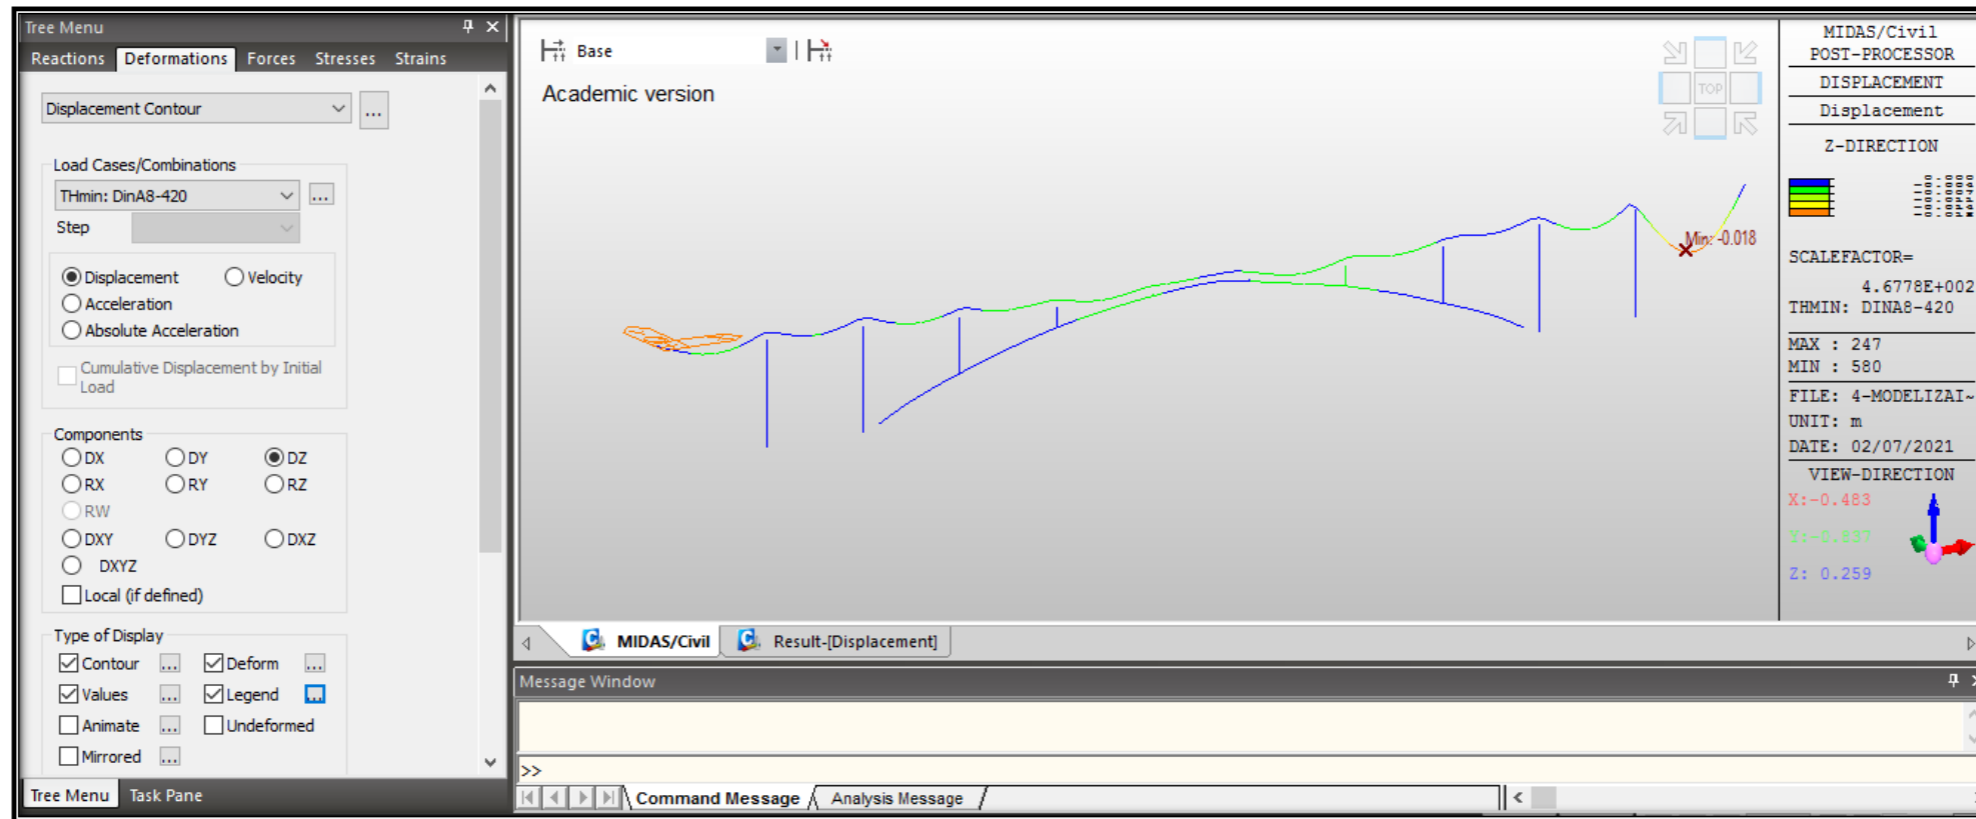 Tree Menu
Reactions Deformations Forces Stresses Strains
Displacement Contour ...
Load Cases/Combinations
THmin: DinA8-420 ...
Step
Displacement Velocity
Acceleration
Absolute Acceleration
Cumulative Displacement by Initial
Load
Components
DX DY DZ
RX RY RZ
RW
DXY DYZ DXZ
DXYZ
Local (if defined)
Type of Display
Contour ... Deform ...
Values ... Legend ...
Animate ... Undeformed
Mirrored ...
Tree Menu Task Pane
Base
Academic version
TOP
Min: -0.018
MIDAS/Civil
POST-PROCESSOR
DISPLACEMENT
Displacement
Z-DIRECTION
SCALEFACTOR=
4.6778E+002
THMIN: DINA8-420
MAX : 247
MIN : 580
FILE: 4-MODELIZAI~
UNIT: m
DATE: 02/07/2021
VIEW-DIRECTION
X:-0.483
Y:-0.837
Z: 0.259
MIDAS/Civil Result-[Displacement]
Message Window
>>
Command Message Analysis Message